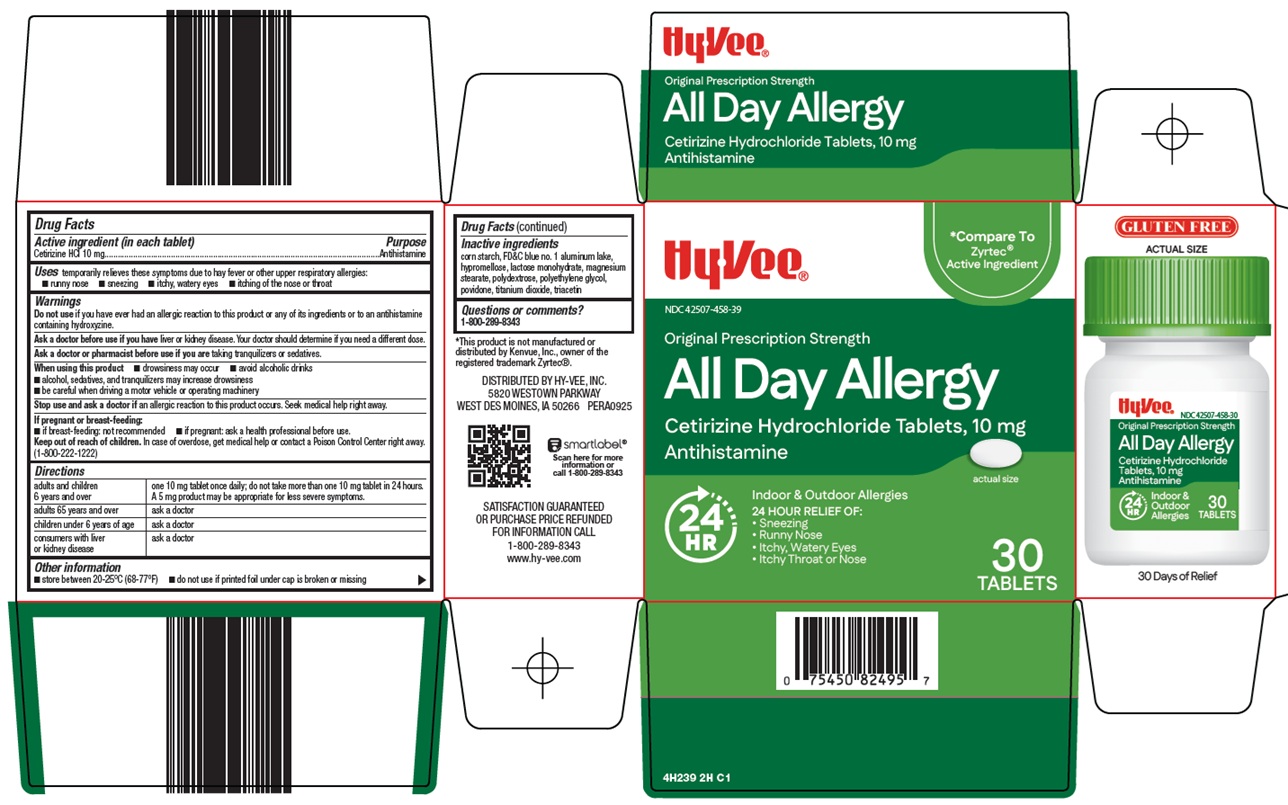 Drug Facts
Active ingredient (in each tablet) Purpose
Cetirizine HCl 10 mg..........Antihistamine
Uses temporarily relieves these symptoms due to hay fever or other upper respiratory allergies:
■ runny nose ■ sneezing ■ itchy, watery eyes ■ itching of the nose or throat
Warnings
Do not use if you have ever had an allergic reaction to this product or any of its ingredients or to an antihistamine
containing hydroxyzine.
Ask a doctor before use if you have liver or kidney disease. Your doctor should determine if you need a different dose.
Ask a doctor or pharmacist before use if you are taking tranquilizers or sedatives.
When using this product ■ drowsiness may occur ■ avoid alcoholic drinks
■ alcohol, sedatives, and tranquilizers may increase drowsiness
■ be careful when driving a motor vehicle or operating machinery
Stop use and ask a doctor if an allergic reaction to this product occurs. Seek medical help right away.
If pregnant or breast-feeding:
■ if breast-feeding: not recommended ■ if pregnant: ask a health professional before use.
Keep out of reach of children. In case of overdose, get medical help or contact a Poison Control Center right away.
(1-800-222-1222)
Directions
adults and children one 10 mg tablet once daily; do not take more than one 10 mg tablet in 24 hours.
6 years and over A 5 mg product may be appropriate for less severe symptoms.
adults 65 years and over ask a doctor
children under 6 years of age ask a doctor
consumers with liver ask a doctor
or kidney disease
Other information
■ store between 20-25ºC (68-77ºF) ■ do not use if printed foil under cap is broken or missing
Drug Facts (continued)
Inactive ingredients
corn starch, FD&C blue no. 1 aluminum lake,
hypromellose, lactose monohydrate, magnesium
stearate, polydextrose, polyethylene glycol,
povidone, titanium dioxide, triacetin
Questions or comments?
1-800-289-8343
*This product is not manufactured or
distributed by Kenvue, Inc., owner of the
registered trademark Zyrtec®.
DISTRIBUTED BY HY-VEE, INC.
5820 WESTOWN PARKWAY
WEST DES MOINES, IA 50266 PERA0925
smartlabel®
Scan here for more
information or
call 1-800-289-8343
SATISFACTION GUARANTEED
OR PURCHASE PRICE REFUNDED
FOR INFORMATION CALL
1-800-289-8343
www.hy-vee.com
HyVee®
Original Prescription Strength
All Day Allergy
Cetirizine Hydrochloride Tablets, 10 mg
Antihistamine
*Compare To
Zyrtec®
Active Ingredient
HyVee®
NDC 42507-458-39
Original Prescription Strength
All Day Allergy
Cetirizine Hydrochloride Tablets, 10 mg
Antihistamine
actual size
24
HR
Indoor & Outdoor Allergies
24 HOUR RELIEF OF:
• Sneezing
• Runny Nose
• Itchy, Watery Eyes
• Itchy Throat or Nose
30
TABLETS
0 75450 82495 7
4H239 2H C1
GLUTEN FREE
ACTUAL SIZE
HyVee®
NDC 42507-458-30
Original Prescription Strength
All Day Allergy
Cetirizine Hydrochloride
Tablets, 10 mg
Antihistamine
24
HR
Indoor &
Outdoor
Allergies
30
TABLETS
30 Days of Relief